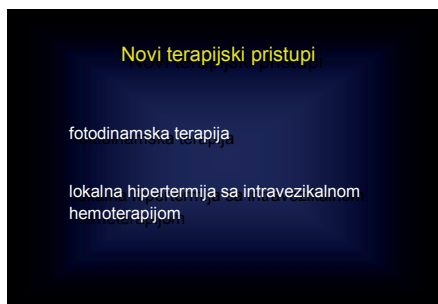 Novi terapijski pristupi
fotodinamska terapija
lokalna hipertermija sa intravezikalnom
hemoterapijom